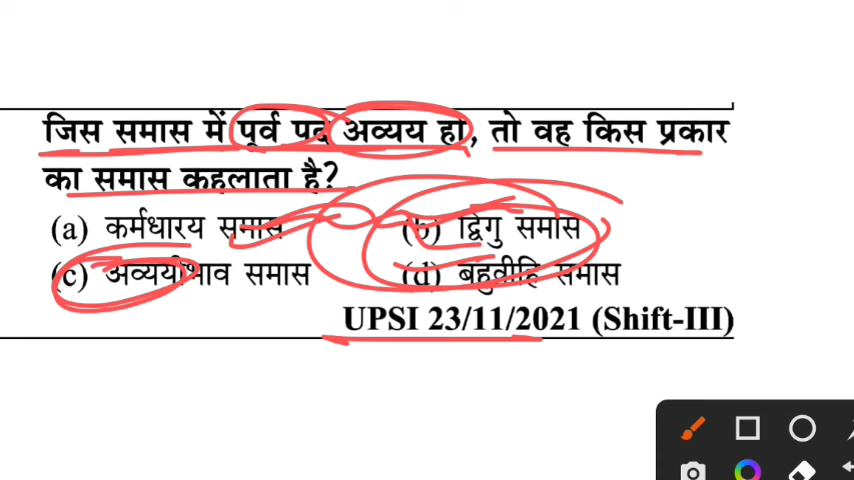 जिस समास में पूर्व पद अव्यय हो, तो वह किस प्रकार
का समास कहलाता है?
(a) कर्मधारय समास (b) द्विगु समास
(c) अव्ययीभाव समास (d) बहुव्रीहि समास
UPSI 23/11/2021 (Shift-III)